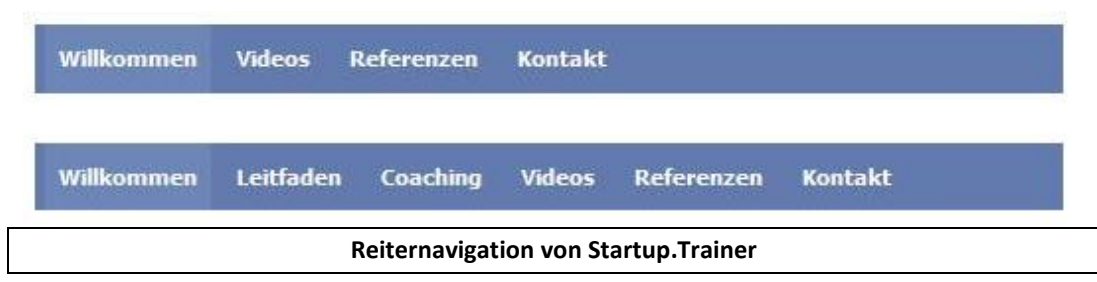 Willkommen Videos Referenzen Kontakt
Willkommen Leitfaden Coaching Videos Referenzen Kontakt
Reiternavigation von Startup.Trainer